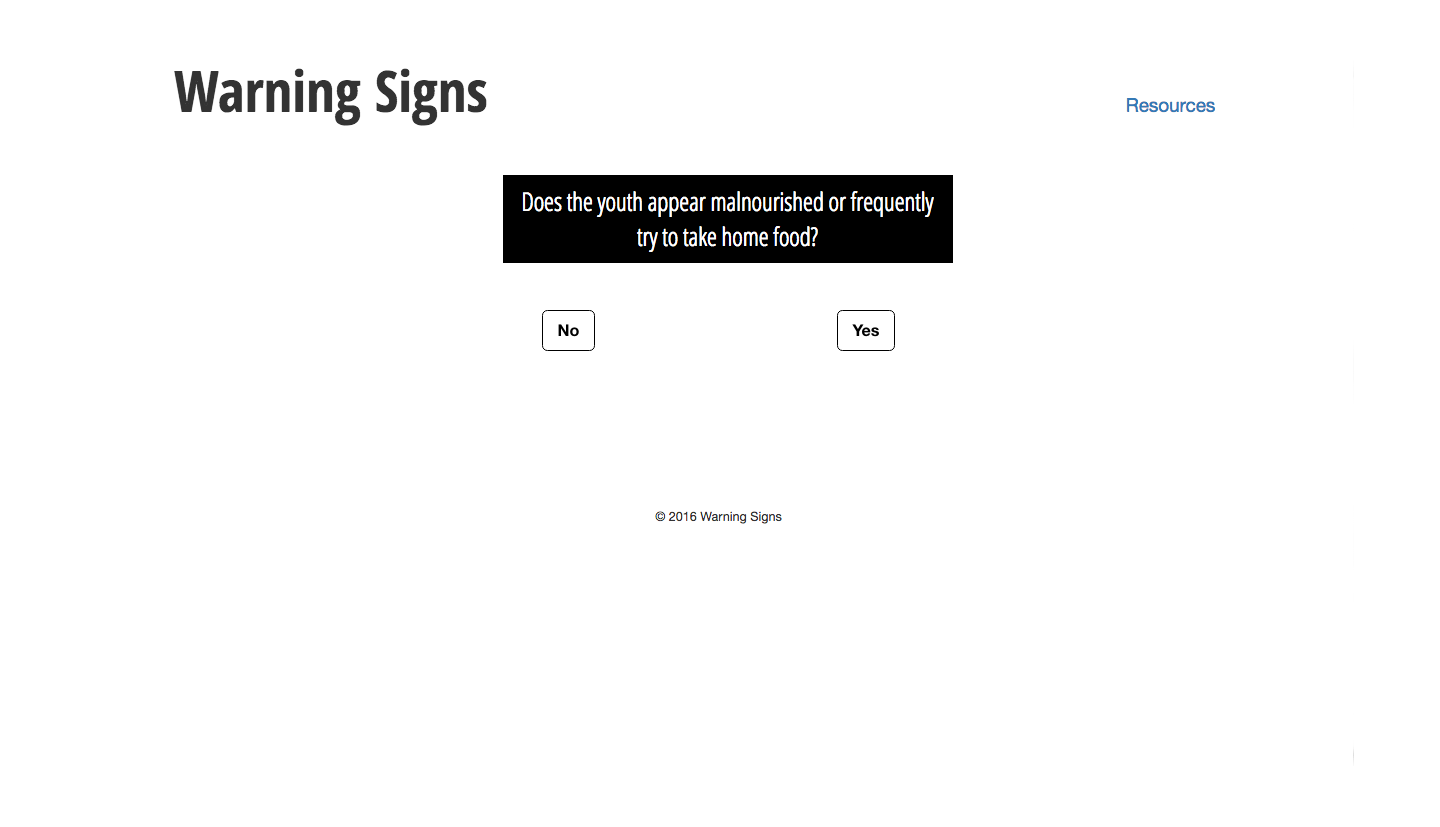 Warning Signs
Resources
Does the youth appear malnourished or frequently
try to take home food?
No
Yes
© 2016 Warning Signs